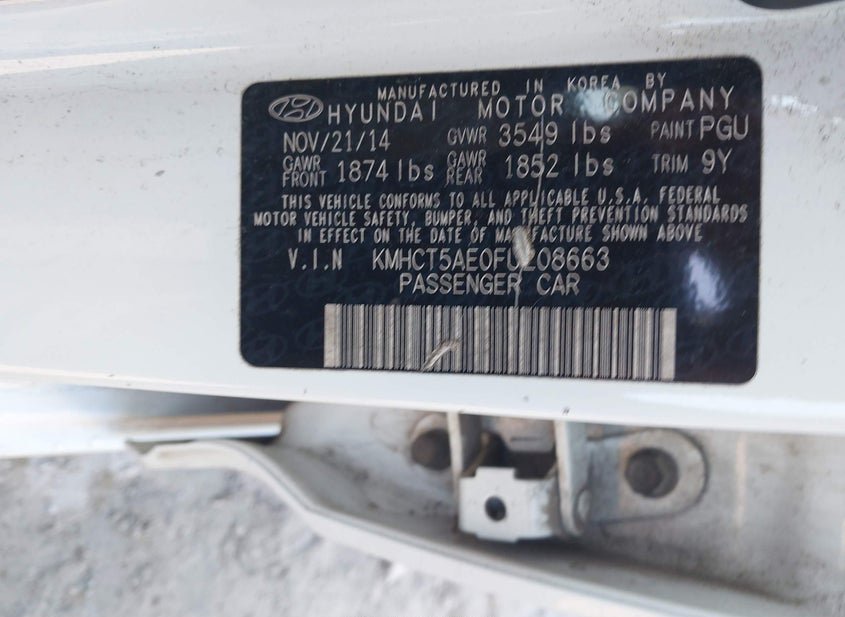 MANUFACTURED IN KOREA BY
HYUNDAI MOTOR COMPANY
NOV/21/14 GVWR 3549 lbs PAINT PGU
GAWR FRONT 1874 lbs GAWR REAR 1852 lbs TRIM 9Y
THIS VEHICLE CONFORMS TO ALL APPLICABLE U.S.A. FEDERAL
MOTOR VEHICLE SAFETY, BUMPER, AND THEFT PREVENTION STANDARDS
IN EFFECT ON THE DATE OF MANUFACTURE SHOWN ABOVE
V.I.N KMHCT5AE0FU208663
PASSENGER CAR